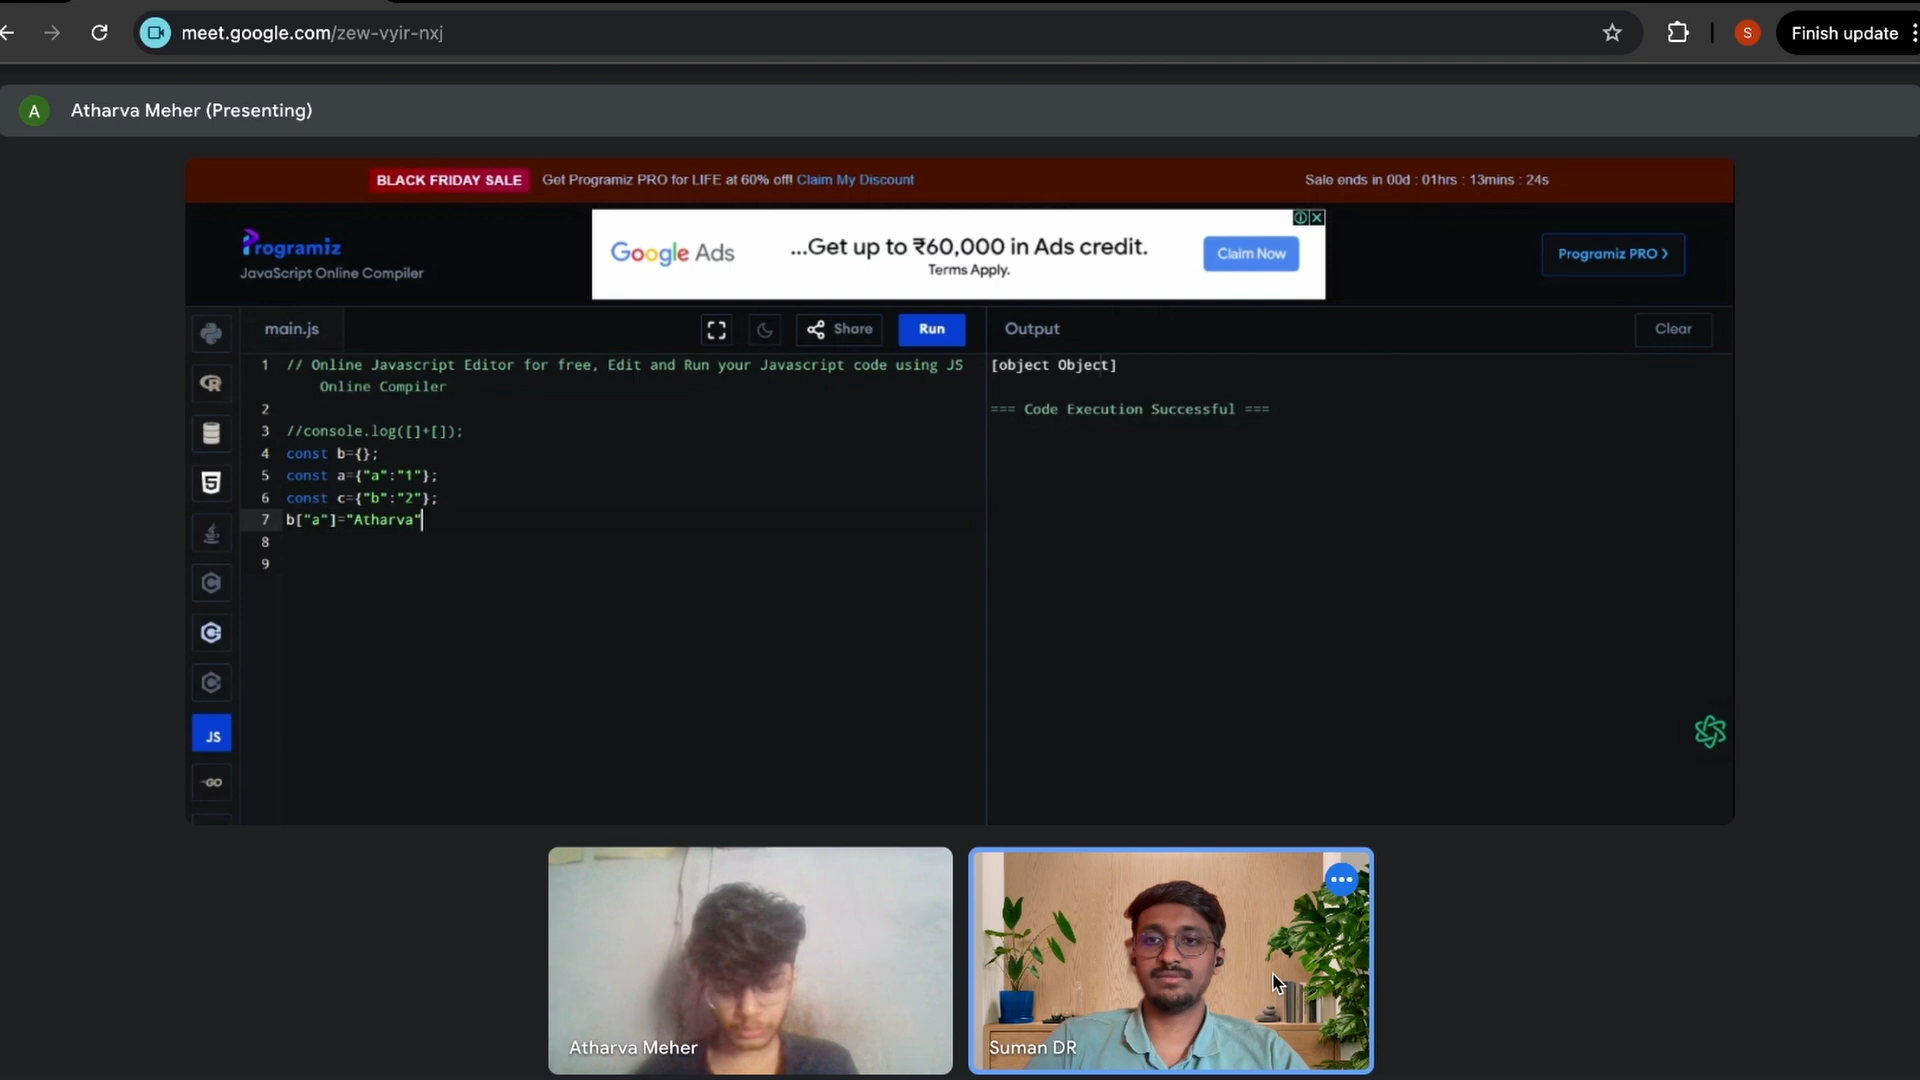 meet.google.com/zew-vyir-nxj
S
Finish update
A
Atharva Meher (Presenting)
BLACK FRIDAY SALE Get Programiz PRO for LIFE at 60% off! Claim My Discount
Sale ends in 00d : 01hrs : 13mins : 24s
Programiz
JavaScript Online Compiler
Google Ads
...Get up to ₹60,000 in Ads credit.
Terms Apply.
Claim Now
Programiz PRO
main.js
Share
Run
Output
Clear
1 // Online Javascript Editor for free, Edit and Run your Javascript code using JS
Online Compiler
2
3 //console.log([]+[]);
4 const b={};
5 const a={"a":"1"};
6 const c={"b":"2"};
7 b["a"]="Atharva"
8
9
[object Object]
=== Code Execution Successful ===
5
JS
GO
Atharva Meher
Suman DR